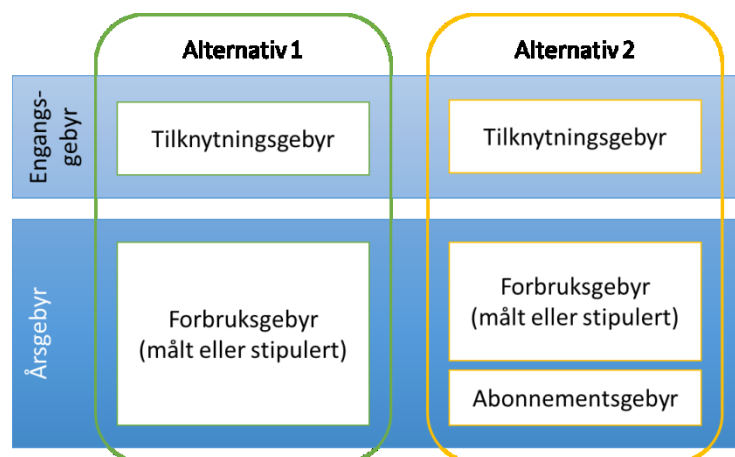 Alternativ 1
Alternativ 2
Engangs-
gebyr
Tilknytningsgebyr
Tilknytningsgebyr
Årsgebyr
Forbruksgebyr
(målt eller stipulert)
Forbruksgebyr
(målt eller stipulert)
Abonnementsgebyr